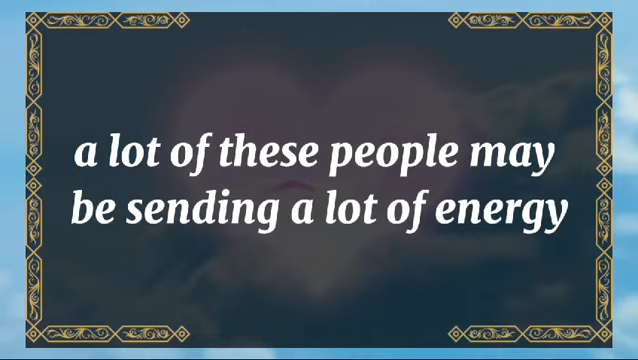 a lot of these people may
be sending a lot of energy